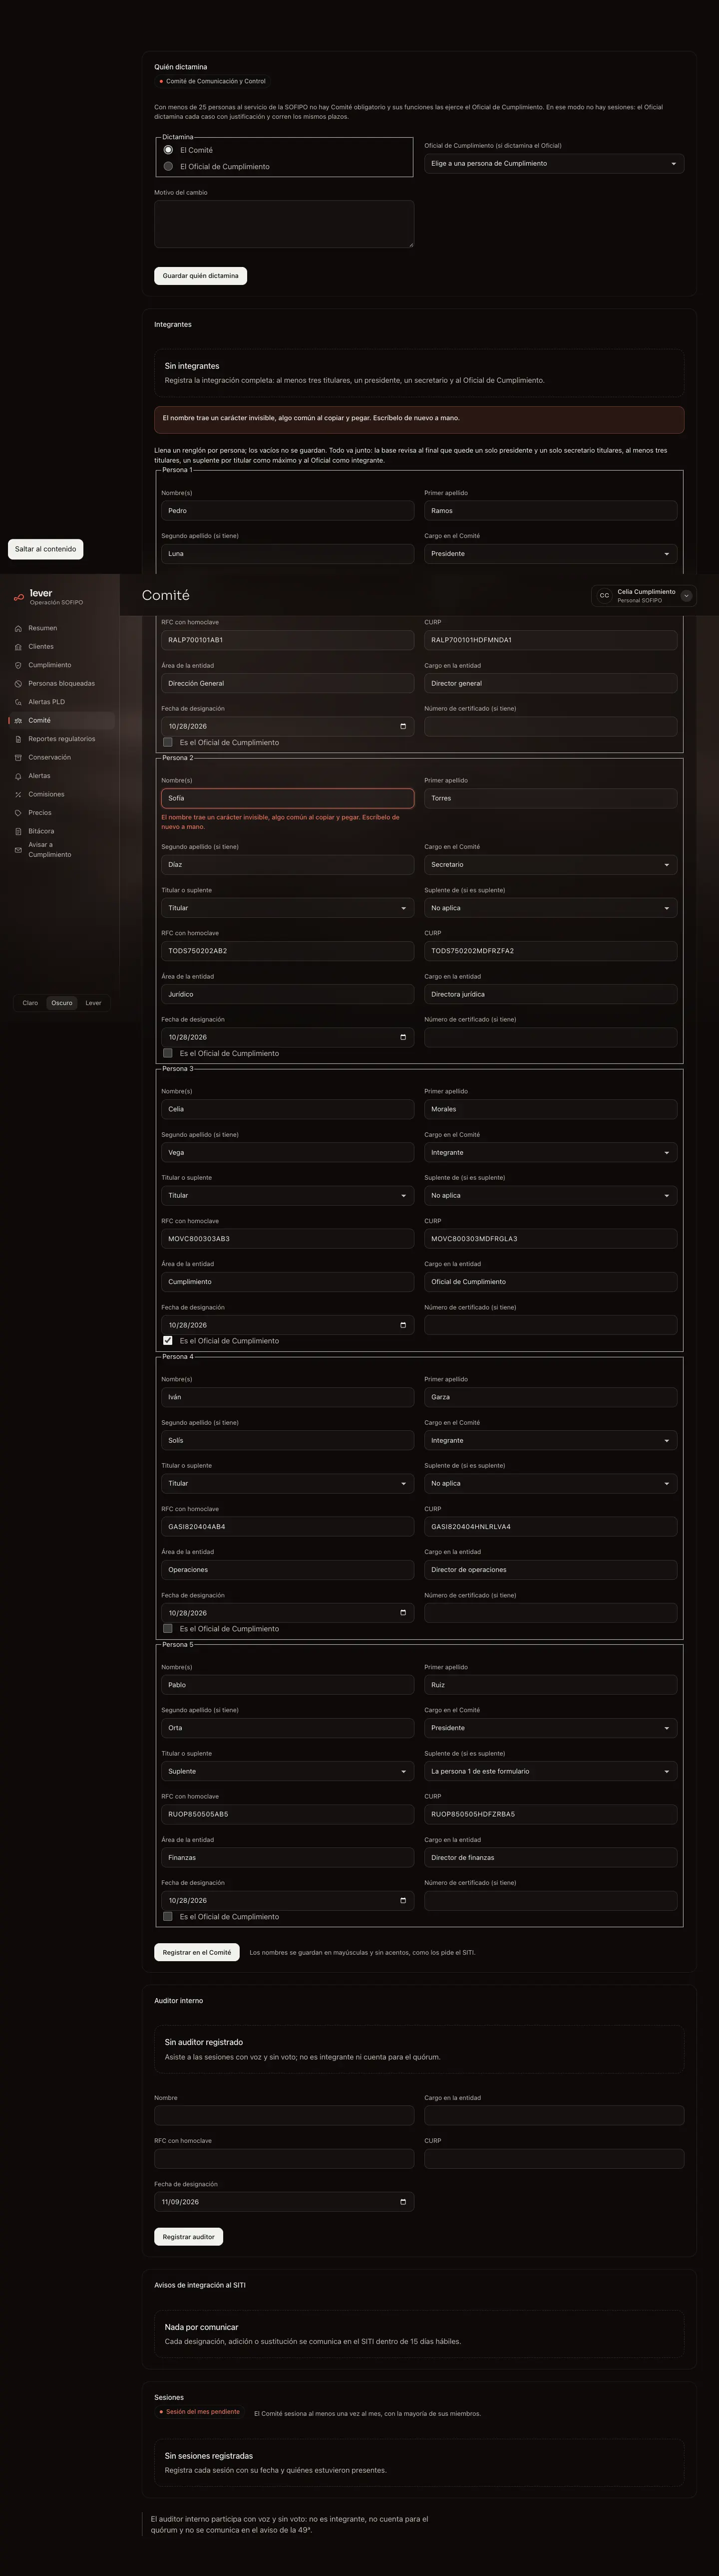 Quién dictamina
Comité de Comunicación y Control
Con menos de 25 personas al servicio de la SOFIPO no hay Comité obligatorio y sus funciones las ejerce el Oficial de Cumplimiento. En ese modo no hay sesiones: el Oficial
dictamina cada caso con justificación y corren los mismos plazos.
Dictamina
El Comité
El Oficial de Cumplimiento
Oficial de Cumplimiento (si dictamina el Oficial)
Elige a una persona de Cumplimiento
Motivo del cambio
Guardar quién dictamina
Integrantes
Sin integrantes
Registra la integración completa: al menos tres titulares, un presidente, un secretario y al Oficial de Cumplimiento.
El nombre trae un carácter invisible, algo común al copiar y pegar. Escríbelo de nuevo a mano.
Llena un renglón por persona; los vacíos no se guardan. Todo va junto: la base revisa al final que quede un solo presidente y un solo secretario titulares, al menos tres
titulares, un suplente por titular como máximo y al Oficial como integrante.
Persona 1
Nombre(s)
Primer apellido
Pedro
Ramos
Segundo apellido (si tiene)
Cargo en el Comité
Luna
Presidente
Saltar al contenido
lever
Operación SOFIPO
Resumen
Clientes
Cumplimiento
Personas bloqueadas
Alertas PLD
Comité
Reportes regulatorios
Conservación
Alertas
Comisiones
Precios
Bitácora
Avisar a
Cumplimiento
Claro
Oscuro
Lever
Comité
CC
Celia Cumplimiento
Personal SOFIPO
RFC con homoclave
CURP
RALP700101AB1
RALP700101HDFMNDA1
Área de la entidad
Cargo en la entidad
Dirección General
Director general
Fecha de designación
Número de certificado (si tiene)
10/28/2026
Es el Oficial de Cumplimiento
Persona 2
Nombre(s)
Primer apellido
Sofía
Torres
El nombre trae un carácter invisible, algo común al copiar y pegar. Escríbelo de
nuevo a mano.
Segundo apellido (si tiene)
Cargo en el Comité
Díaz
Secretario
Titular o suplente
Suplente de (si es suplente)
Titular
No aplica
RFC con homoclave
CURP
TODS750202AB2
TODS750202MDFRZFA2
Área de la entidad
Cargo en la entidad
Jurídico
Directora jurídica
Fecha de designación
Número de certificado (si tiene)
10/28/2026
Es el Oficial de Cumplimiento
Persona 3
Nombre(s)
Primer apellido
Celia
Morales
Segundo apellido (si tiene)
Cargo en el Comité
Vega
Integrante
Titular o suplente
Suplente de (si es suplente)
Titular
No aplica
RFC con homoclave
CURP
MOVC800303AB3
MOVC800303MDFRGLA3
Área de la entidad
Cargo en la entidad
Cumplimiento
Oficial de Cumplimiento
Fecha de designación
Número de certificado (si tiene)
10/28/2026
Es el Oficial de Cumplimiento
Persona 4
Nombre(s)
Primer apellido
Iván
Garza
Segundo apellido (si tiene)
Cargo en el Comité
Solís
Integrante
Titular o suplente
Suplente de (si es suplente)
Titular
No aplica
RFC con homoclave
CURP
GASI820404AB4
GASI820404HNLRLVA4
Área de la entidad
Cargo en la entidad
Operaciones
Director de operaciones
Fecha de designación
Número de certificado (si tiene)
10/28/2026
Es el Oficial de Cumplimiento
Persona 5
Nombre(s)
Primer apellido
Pablo
Ruiz
Segundo apellido (si tiene)
Cargo en el Comité
Orta
Presidente
Titular o suplente
Suplente de (si es suplente)
Suplente
La persona 1 de este formulario
RFC con homoclave
CURP
RUOP850505AB5
RUOP850505HDFZRBA5
Área de la entidad
Cargo en la entidad
Finanzas
Director de finanzas
Fecha de designación
Número de certificado (si tiene)
10/28/2026
Es el Oficial de Cumplimiento
Registrar en el Comité
Los nombres se guardan en mayúsculas y sin acentos, como los pide el SITI.
Auditor interno
Sin auditor registrado
Asiste a las sesiones con voz y sin voto; no es integrante ni cuenta para el quórum.
Nombre
Cargo en la entidad
RFC con homoclave
CURP
Fecha de designación
11/09/2026
Registrar auditor
Avisos de integración al SITI
Nada por comunicar
Cada designación, adición o sustitución se comunica en el SITI dentro de 15 días hábiles.
Sesiones
Sesión del mes pendiente
El Comité sesiona al menos una vez al mes, con la mayoría de sus miembros.
Sin sesiones registradas
Registra cada sesión con su fecha y quiénes estuvieron presentes.
El auditor interno participa con voz y sin voto: no es integrante, no cuenta para el
quórum y no se comunica en el aviso de la 49ª.